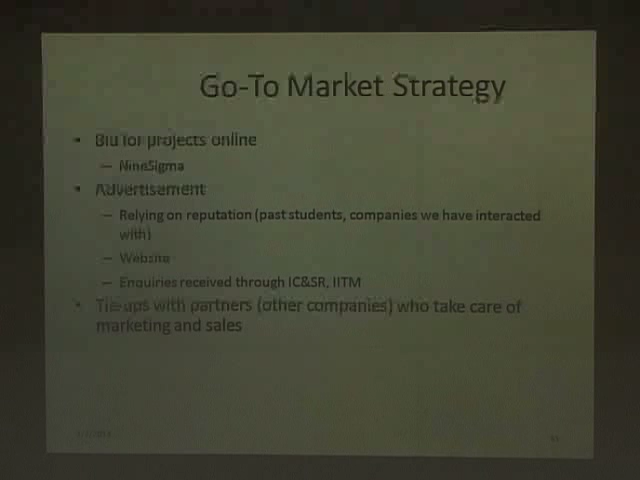 Go-To Market Strategy
• Bid for projects online
– NineSigma
• Advertisement
– Relying on reputation (past students, companies we have interacted
with)
– Website
– Enquiries received through IC&SR, IITM
• Tie-ups with partners (other companies) who take care of
marketing and sales